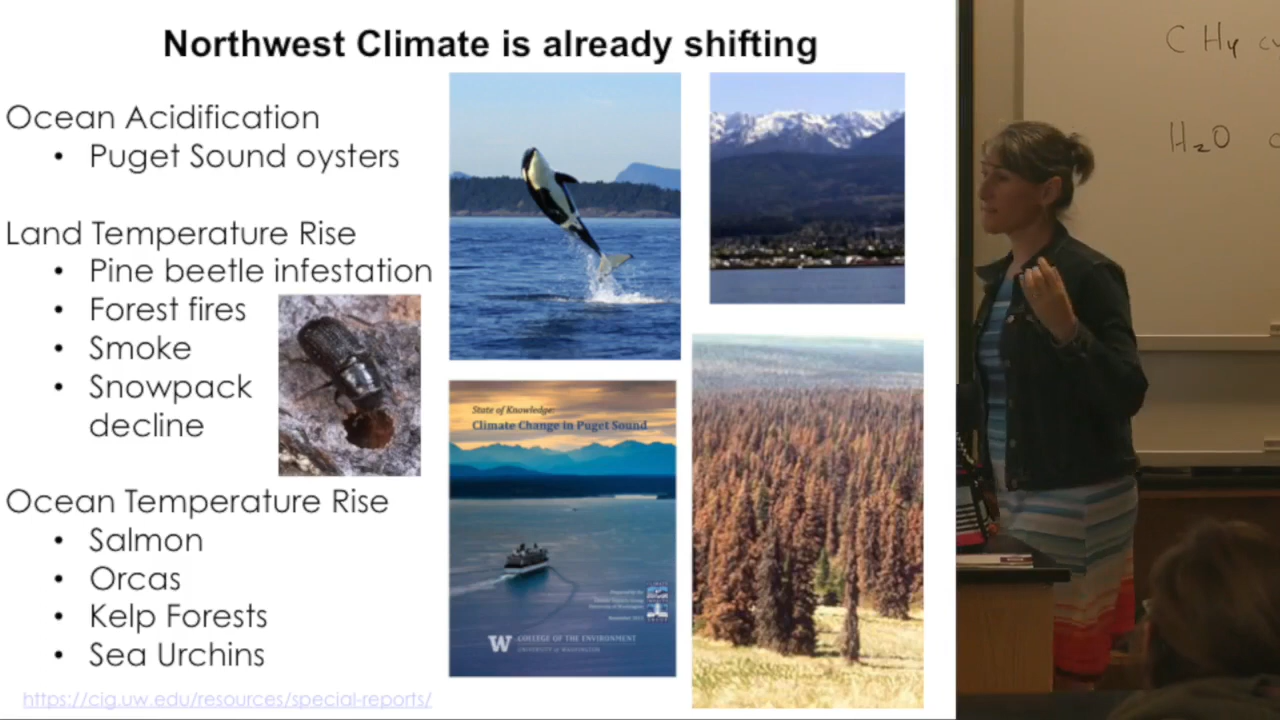 Northwest Climate is already shifting
Ocean Acidification
• Puget Sound oysters
Land Temperature Rise
• Pine beetle infestation
• Forest fires
• Smoke
• Snowpack
decline
Ocean Temperature Rise
• Salmon
• Orcas
• Kelp Forests
• Sea Urchins
https://cig.uw.edu/resources/special-reports/
State of Knowledge:
Climate Change in Puget Sound
W COLLEGE OF THE ENVIRONMENT
UNIVERSITY OF WASHINGTON
CH4
H2O